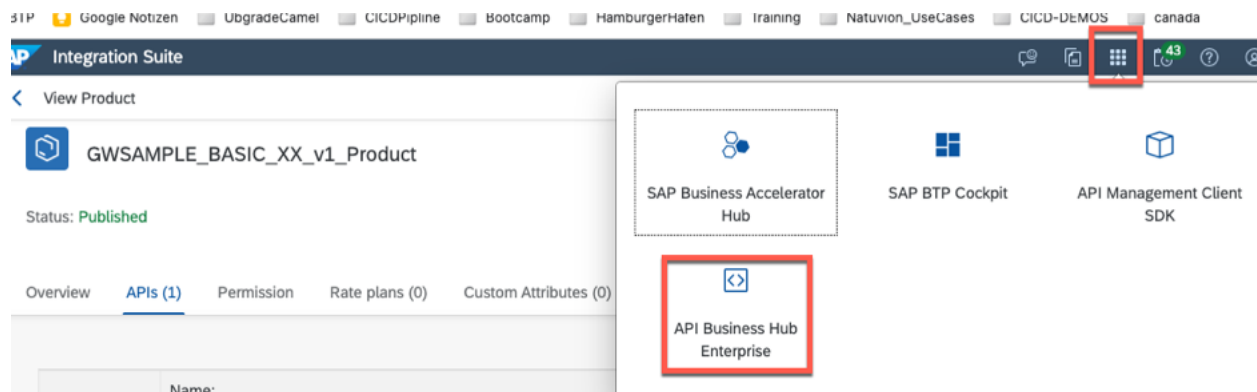 BTP Google Notizen UbgradeCamel CICDPipline Bootcamp HamburgerHafen Training Natuvion_UseCases CICD-DEMOS canada
Integration Suite 43
View Product
GWSAMPLE_BASIC_XX_v1_Product
Status: Published
Overview APIs (1) Permission Rate plans (0) Custom Attributes (0)
Name:
SAP Business Accelerator
Hub
SAP BTP Cockpit
API Management Client
SDK
API Business Hub
Enterprise